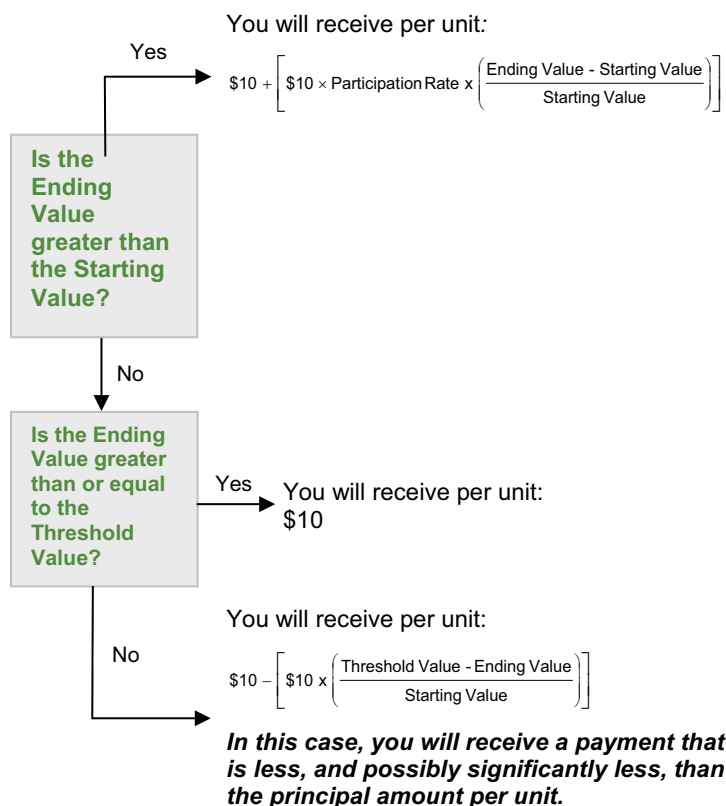 You will receive per unit:
Yes
$10 + [ $10 × Participation Rate x ( Ending Value - Starting Value / Starting Value ) ]
Is the
Ending
Value
greater than
the Starting
Value?
No
Is the Ending
Value greater
than or equal
to the
Threshold
Value?
Yes
You will receive per unit:
$10
You will receive per unit:
No
$10 − [ $10 x ( Threshold Value - Ending Value / Starting Value ) ]
In this case, you will receive a payment that
is less, and possibly significantly less, than
the principal amount per unit.